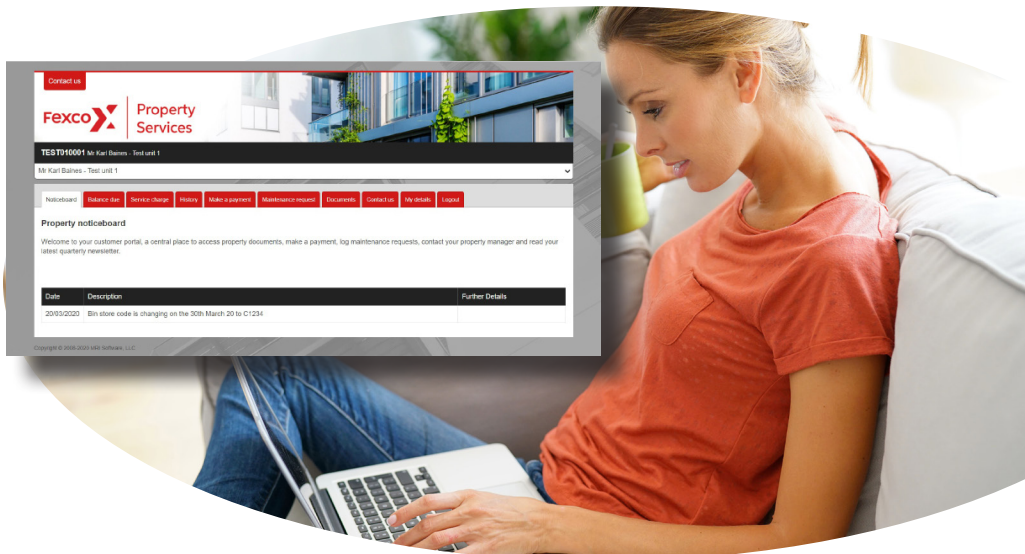 Contact us
Fexco
Property
Services
TEST010001 Mr Karl Baines - Test unit 1
Mr Karl Baines - Test unit 1
Noticeboard Balance due Service charge History Make a payment Maintenance request Documents Contact us My details Logout
Property noticeboard
Welcome to your customer portal, a central place to access property documents, make a payment, log maintenance requests, contact your property manager and read your
latest quarterly newsletter.
Date Description Further Details
20/03/2020 Bin store code is changing on the 30th March 20 to C1234
Copyright © MRI Software, LLC